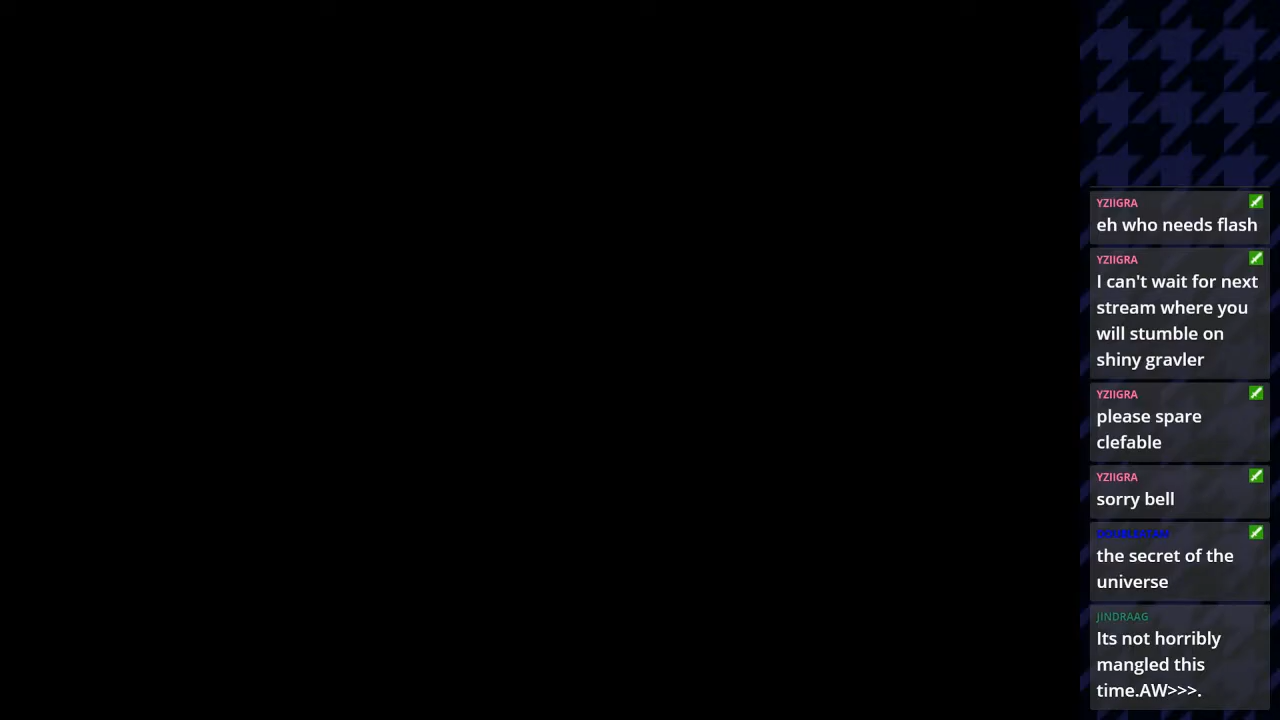 YZIIGRA
eh who needs flash
YZIIGRA
I can't wait for next
stream where you
will stumble on
shiny gravler
YZIIGRA
please spare
clefable
YZIIGRA
sorry bell
the secret of the
universe
JINDRAAG
Its not horribly
mangled this
time.AW>>>.